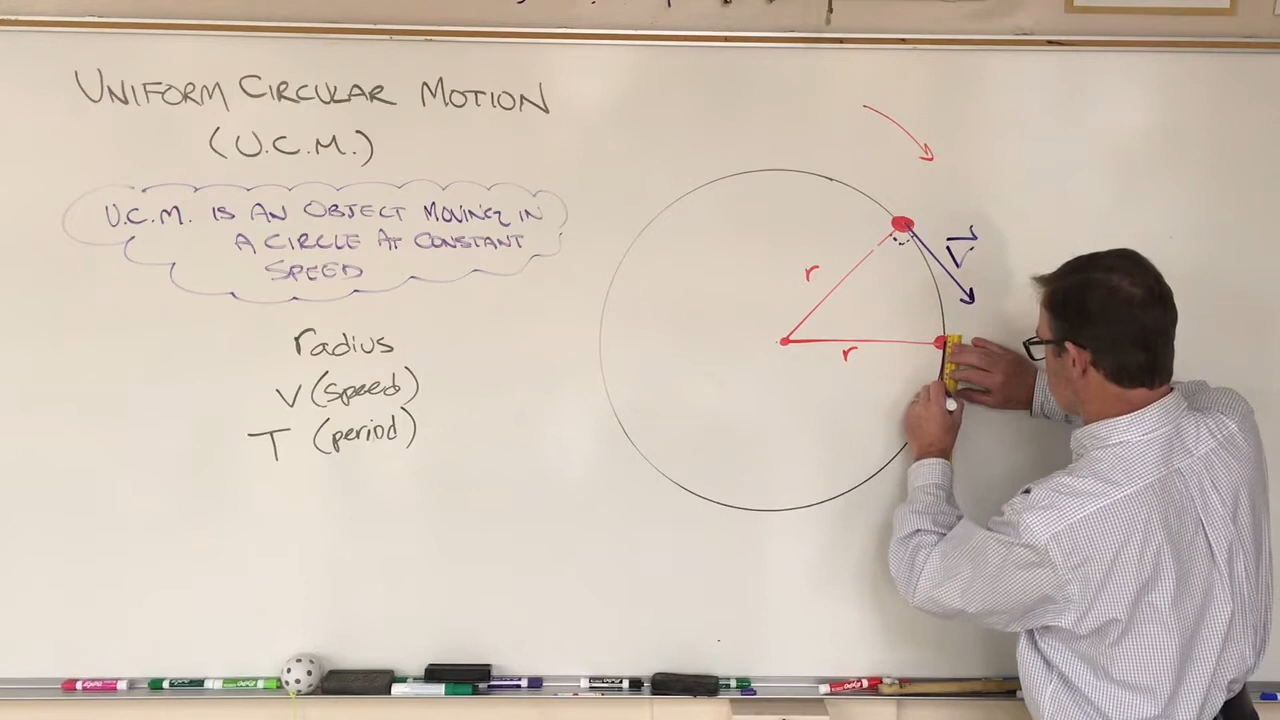 UNIFORM CIRCULAR MOTION
(U.C.M.)
U.C.M. IS AN OBJECT MOVING IN
A CIRCLE AT CONSTANT
SPEED
radius
V (speed)
T (period)
r
r
V